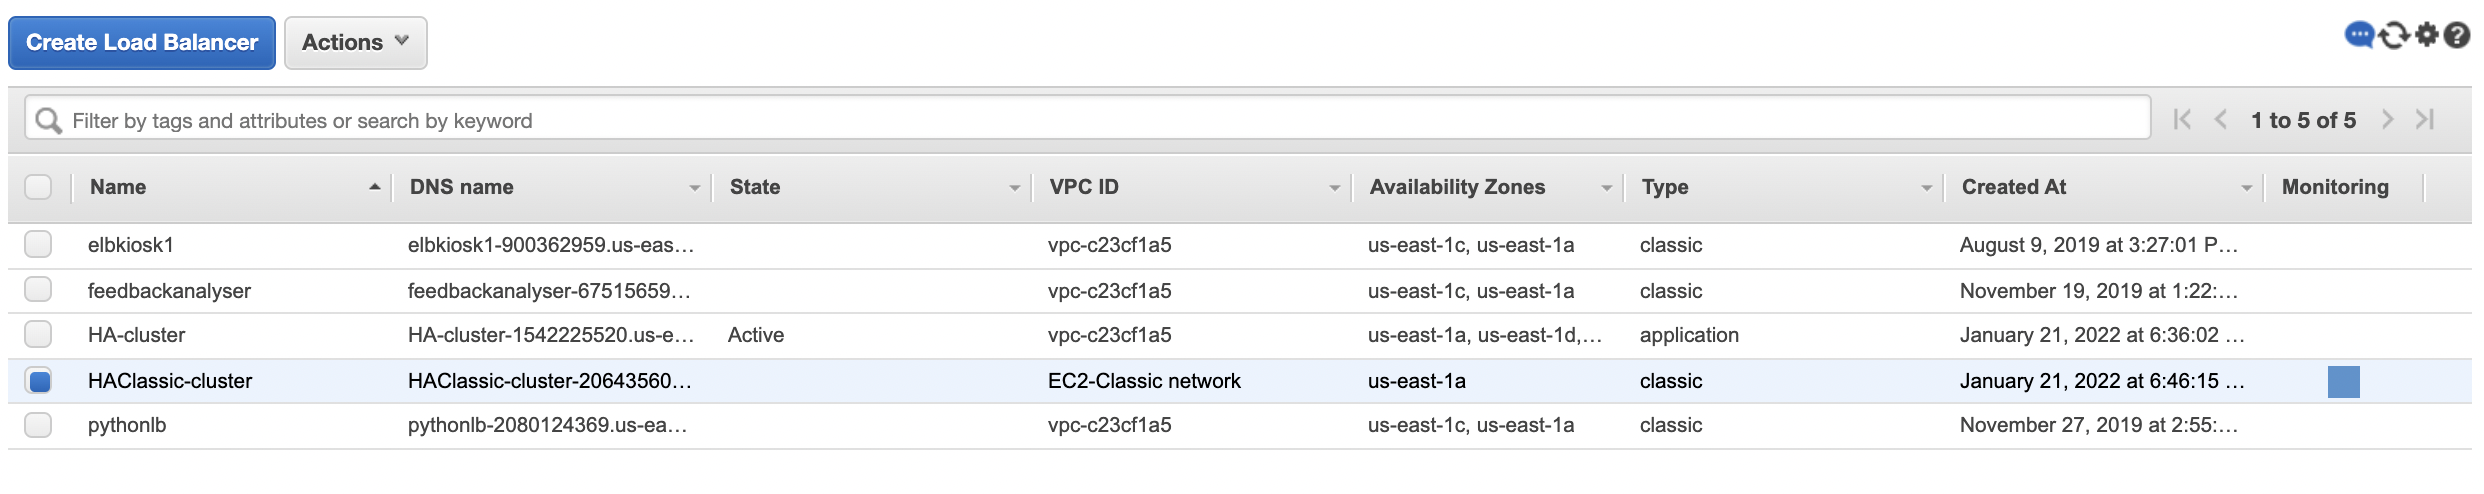 Create Load Balancer Actions
Filter by tags and attributes or search by keyword 1 to 5 of 5
Name DNS name State VPC ID Availability Zones Type Created At Monitoring
elbkiosk1 elbkiosk1-900362959.us-eas… vpc-c23cf1a5 us-east-1c, us-east-1a classic August 9, 2019 at 3:27:01 P…
feedbackanalyser feedbackanalyser-67515659… vpc-c23cf1a5 us-east-1c, us-east-1a classic November 19, 2019 at 1:22:…
HA-cluster HA-cluster-1542225520.us-e… Active vpc-c23cf1a5 us-east-1a, us-east-1d,… application January 21, 2022 at 6:36:02 …
HAClassic-cluster HAClassic-cluster-20643560… EC2-Classic network us-east-1a classic January 21, 2022 at 6:46:15 …
pythonlb pythonlb-2080124369.us-ea… vpc-c23cf1a5 us-east-1c, us-east-1a classic November 27, 2019 at 2:55:…